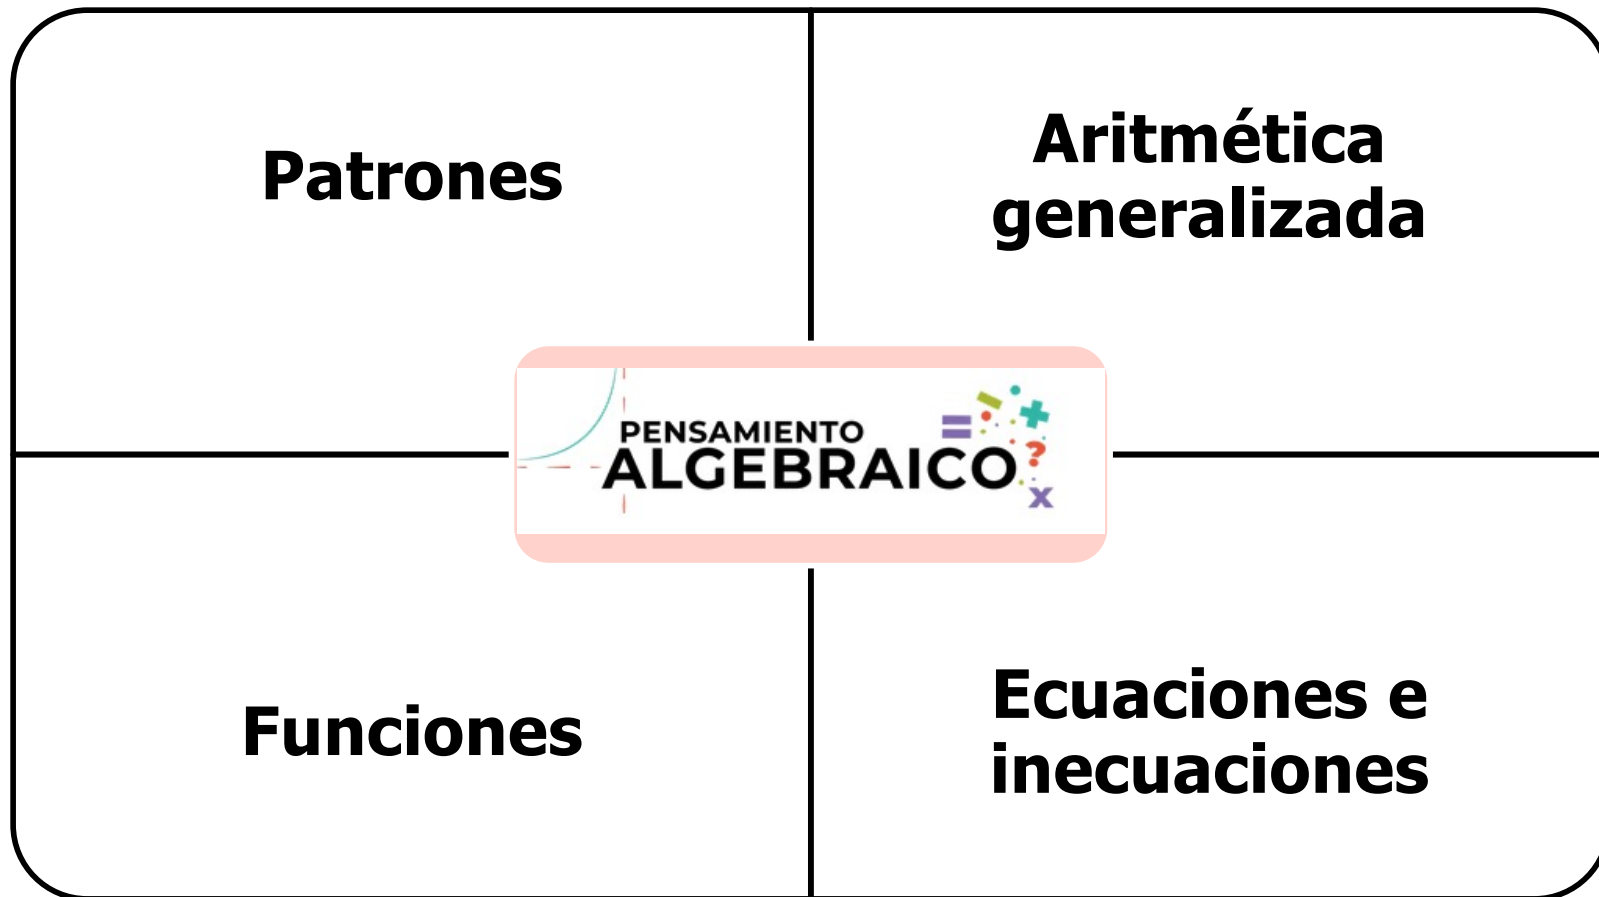 Patrones
Aritmética
generalizada
PENSAMIENTO
ALGEBRAICO
Funciones
Ecuaciones e
inecuaciones